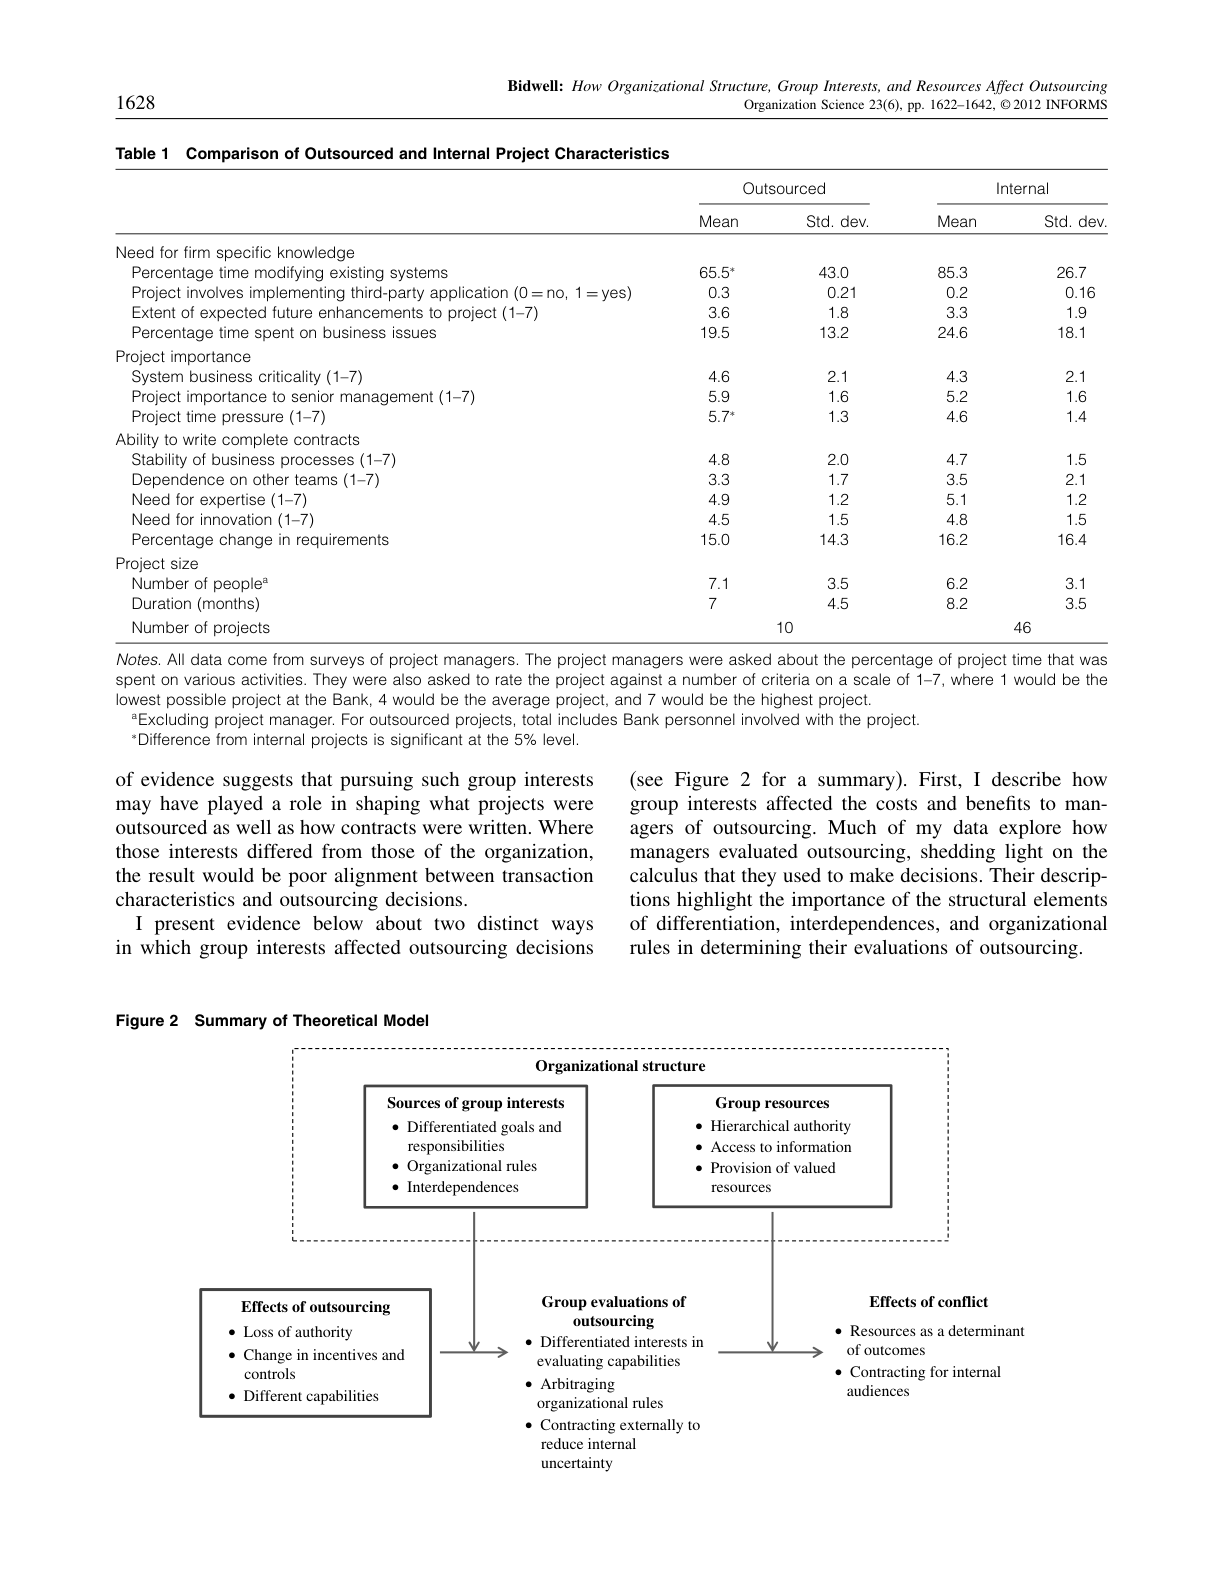 1628
Bidwell: How Organizational Structure, Group Interests, and Resources Affect Outsourcing
Organization Science 23(6), pp. 1622–1642, © 2012 INFORMS
Table 1 Comparison of Outsourced and Internal Project Characteristics
Outsourced Internal
Mean Std. dev. Mean Std. dev.
Need for firm specific knowledge
Percentage time modifying existing systems 65.5* 43.0 85.3 26.7
Project involves implementing third-party application (0 = no, 1 = yes) 0.3 0.21 0.2 0.16
Extent of expected future enhancements to project (1–7) 3.6 1.8 3.3 1.9
Percentage time spent on business issues 19.5 13.2 24.6 18.1
Project importance
System business criticality (1–7) 4.6 2.1 4.3 2.1
Project importance to senior management (1–7) 5.9 1.6 5.2 1.6
Project time pressure (1–7) 5.7* 1.3 4.6 1.4
Ability to write complete contracts
Stability of business processes (1–7) 4.8 2.0 4.7 1.5
Dependence on other teams (1–7) 3.3 1.7 3.5 2.1
Need for expertise (1–7) 4.9 1.2 5.1 1.2
Need for innovation (1–7) 4.5 1.5 4.8 1.5
Percentage change in requirements 15.0 14.3 16.2 16.4
Project size
Number of peopleᵃ 7.1 3.5 6.2 3.1
Duration (months) 7 4.5 8.2 3.5
Number of projects 10 46
Notes. All data come from surveys of project managers. The project managers were asked about the percentage of project time that was
spent on various activities. They were also asked to rate the project against a number of criteria on a scale of 1–7, where 1 would be the
lowest possible project at the Bank, 4 would be the average project, and 7 would be the highest project.
ᵃExcluding project manager. For outsourced projects, total includes Bank personnel involved with the project.
*Difference from internal projects is significant at the 5% level.
of evidence suggests that pursuing such group interests
may have played a role in shaping what projects were
outsourced as well as how contracts were written. Where
those interests differed from those of the organization,
the result would be poor alignment between transaction
characteristics and outsourcing decisions.
I present evidence below about two distinct ways
in which group interests affected outsourcing decisions
(see Figure 2 for a summary). First, I describe how
group interests affected the costs and benefits to man-
agers of outsourcing. Much of my data explore how
managers evaluated outsourcing, shedding light on the
calculus that they used to make decisions. Their descrip-
tions highlight the importance of the structural elements
of differentiation, interdependences, and organizational
rules in determining their evaluations of outsourcing.
Figure 2 Summary of Theoretical Model
Organizational structure
Sources of group interests
• Differentiated goals and
responsibilities
• Organizational rules
• Interdependences
Group resources
• Hierarchical authority
• Access to information
• Provision of valued
resources
Effects of outsourcing
• Loss of authority
• Change in incentives and
controls
• Different capabilities
Group evaluations of
outsourcing
• Differentiated interests in
evaluating capabilities
• Arbitraging
organizational rules
• Contracting externally to
reduce internal
uncertainty
Effects of conflict
• Resources as a determinant
of outcomes
• Contracting for internal
audiences